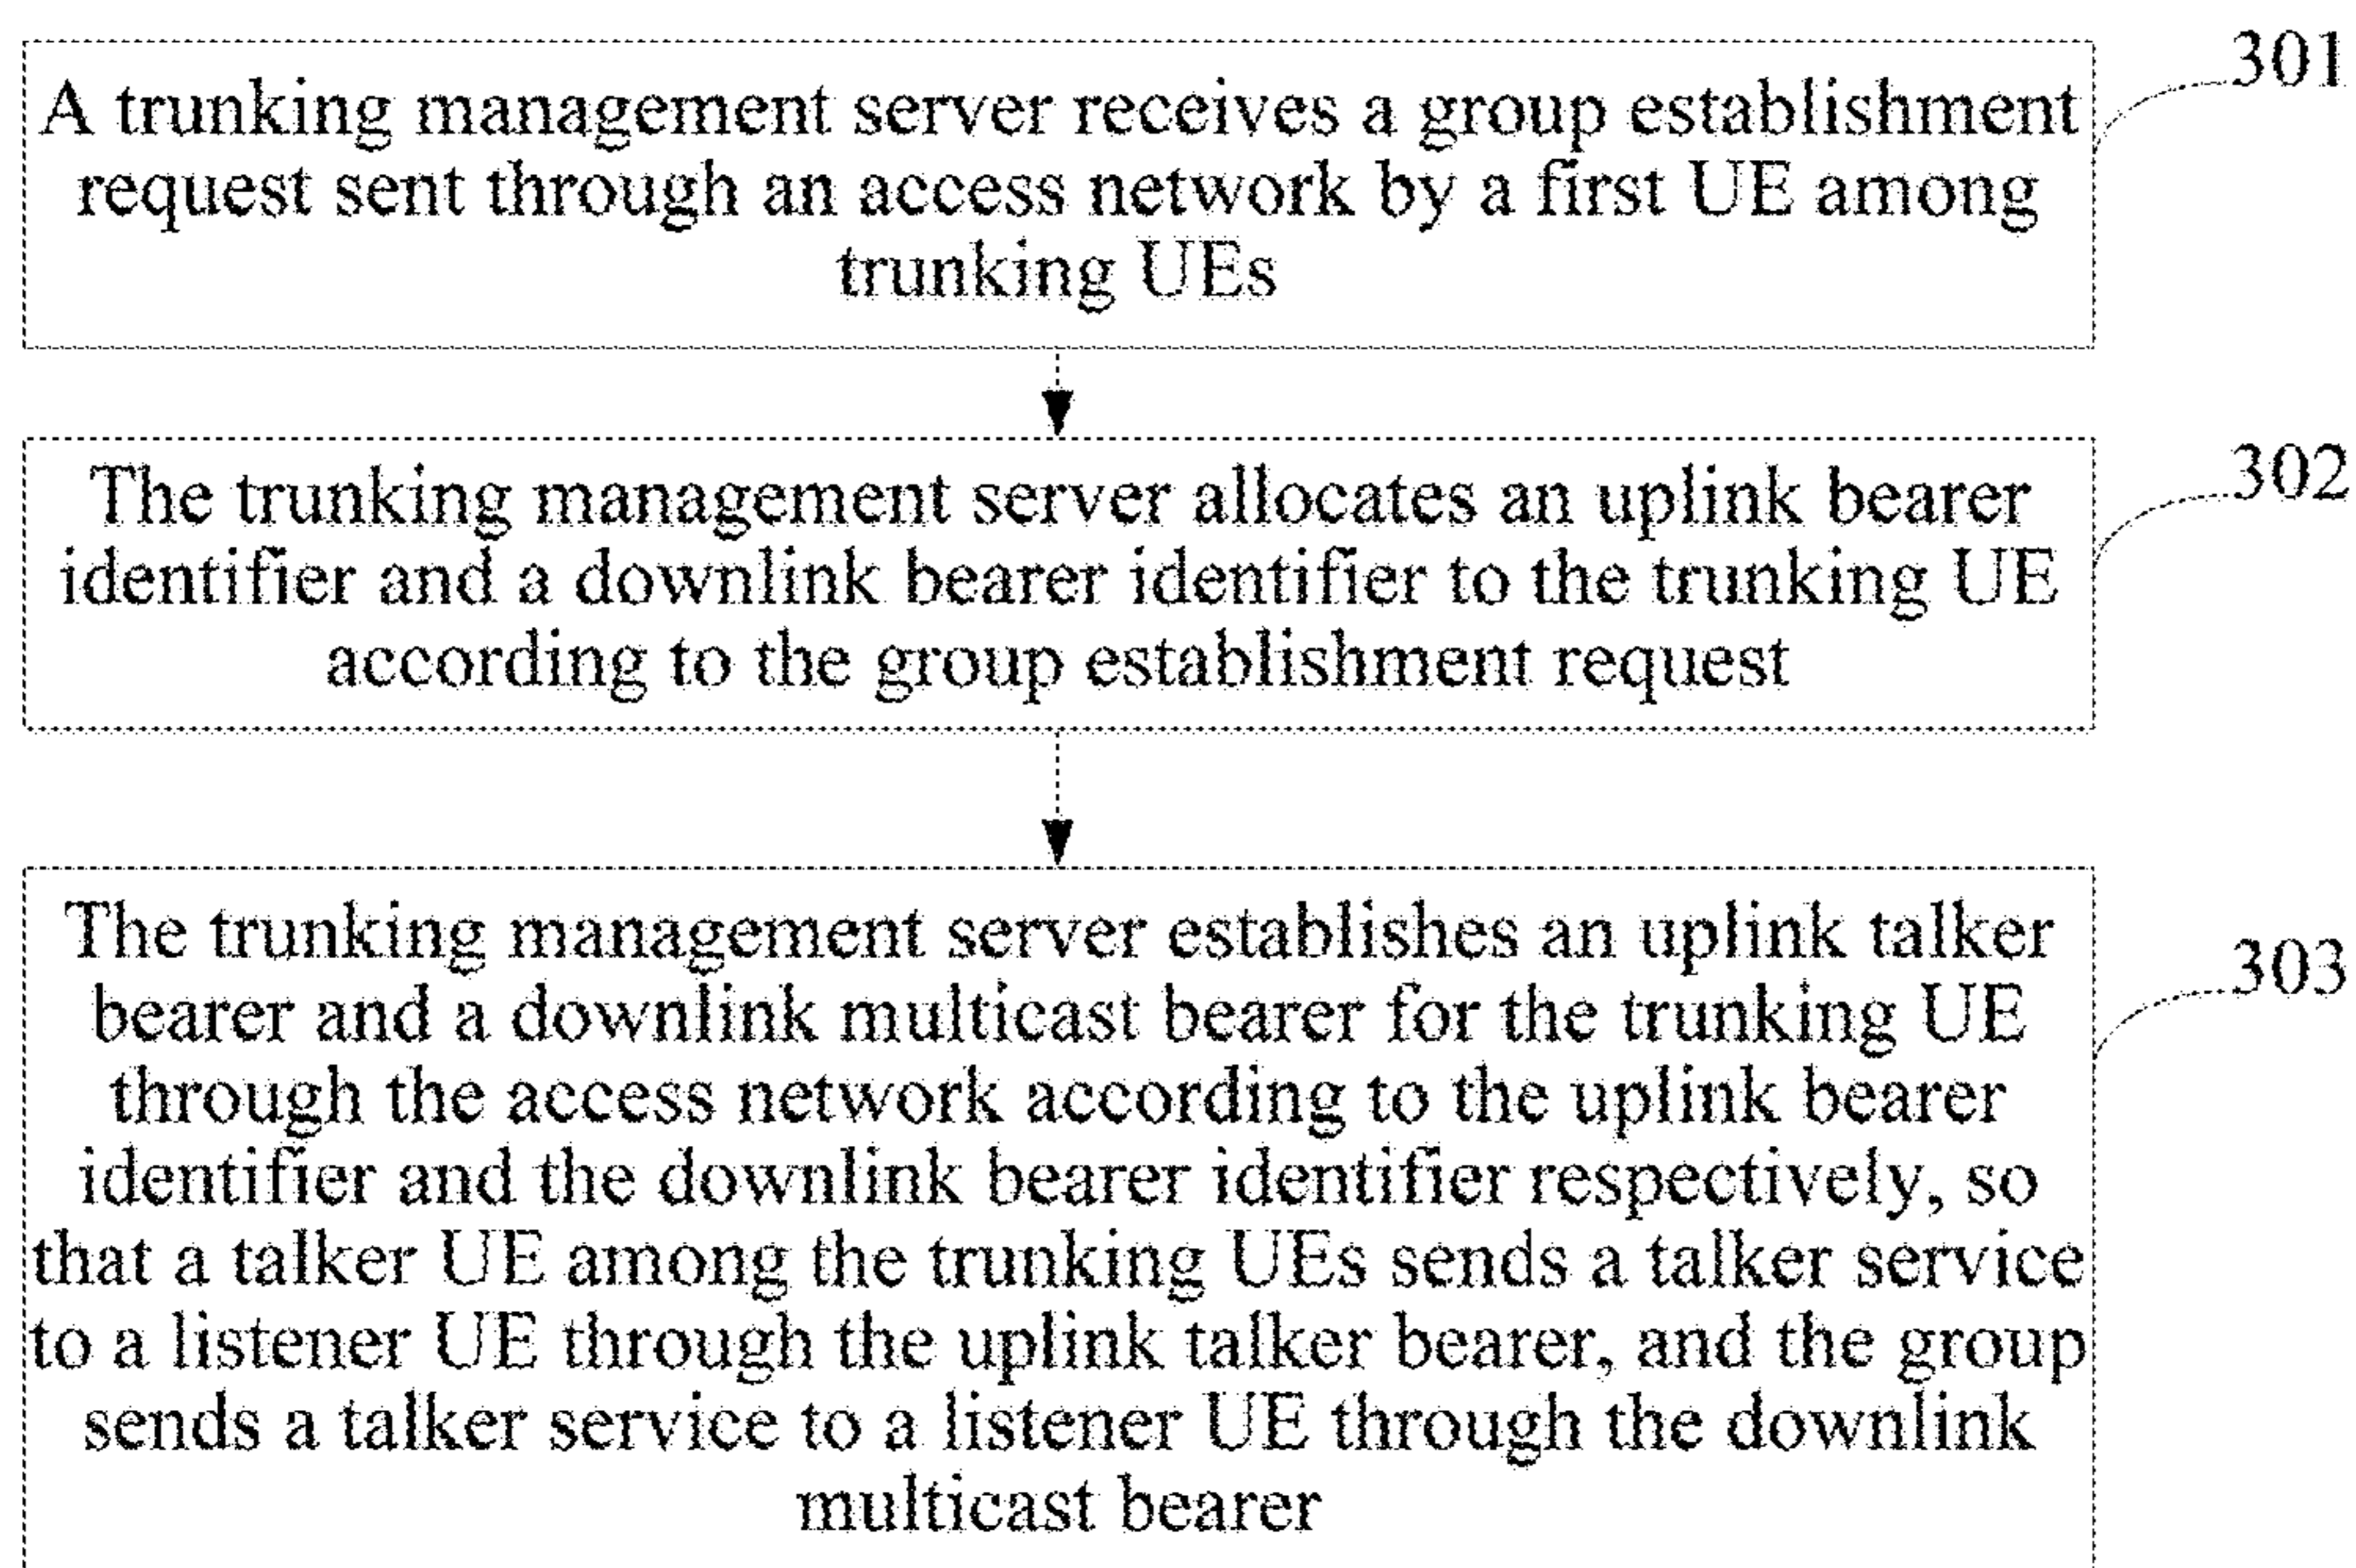 301
A trunking management server receives a group establishment
request sent through an access network by a first UE among
trunking UEs
302
The trunking management server allocates an uplink bearer
identifier and a downlink bearer identifier to the trunking UE
according to the group establishment request
303
The trunking management server establishes an uplink talker
bearer and a downlink multicast bearer for the trunking UE
through the access network according to the uplink bearer
identifier and the downlink bearer identifier respectively, so
that a talker UE among the trunking UEs sends a talker service
to a listener UE through the uplink talker bearer, and the group
sends a talker service to a listener UE through the downlink
multicast bearer